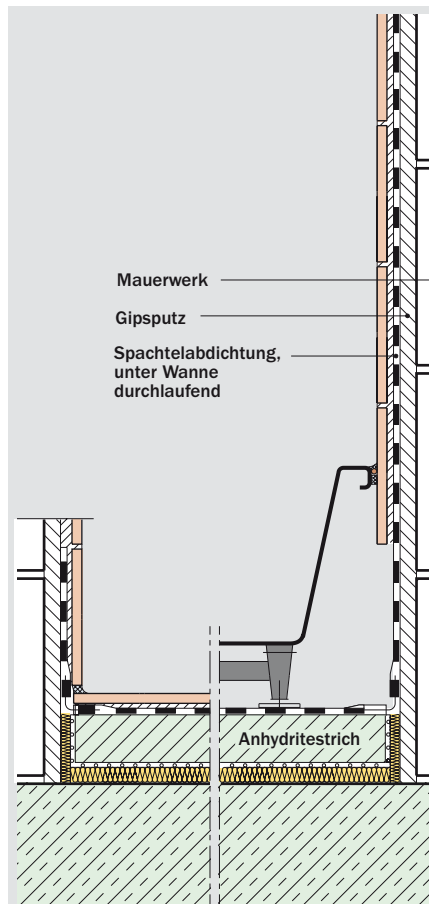 Mauerwerk
Gipsputz
Spachtelabdichtung,
unter Wanne
durchlaufend
Anhydritestrich